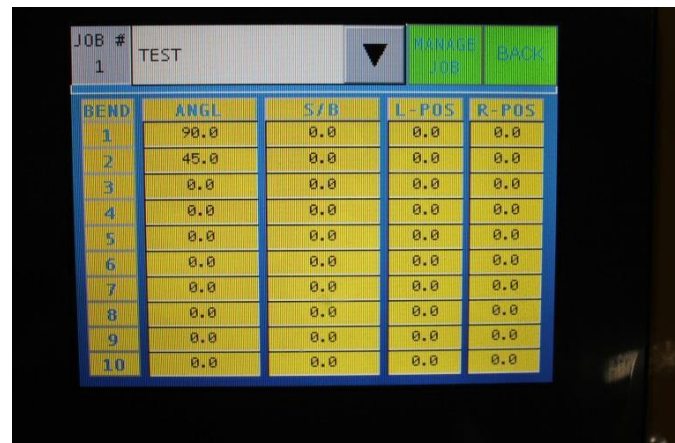 JOB # TEST MANAGE BACK
1 JOB
BEND ANGL S/B L-POS R-POS
1 90.0 0.0 0.0 0.0
2 45.0 0.0 0.0 0.0
3 0.0 0.0 0.0 0.0
4 0.0 0.0 0.0 0.0
5 0.0 0.0 0.0 0.0
6 0.0 0.0 0.0 0.0
7 0.0 0.0 0.0 0.0
8 0.0 0.0 0.0 0.0
9 0.0 0.0 0.0 0.0
10 0.0 0.0 0.0 0.0